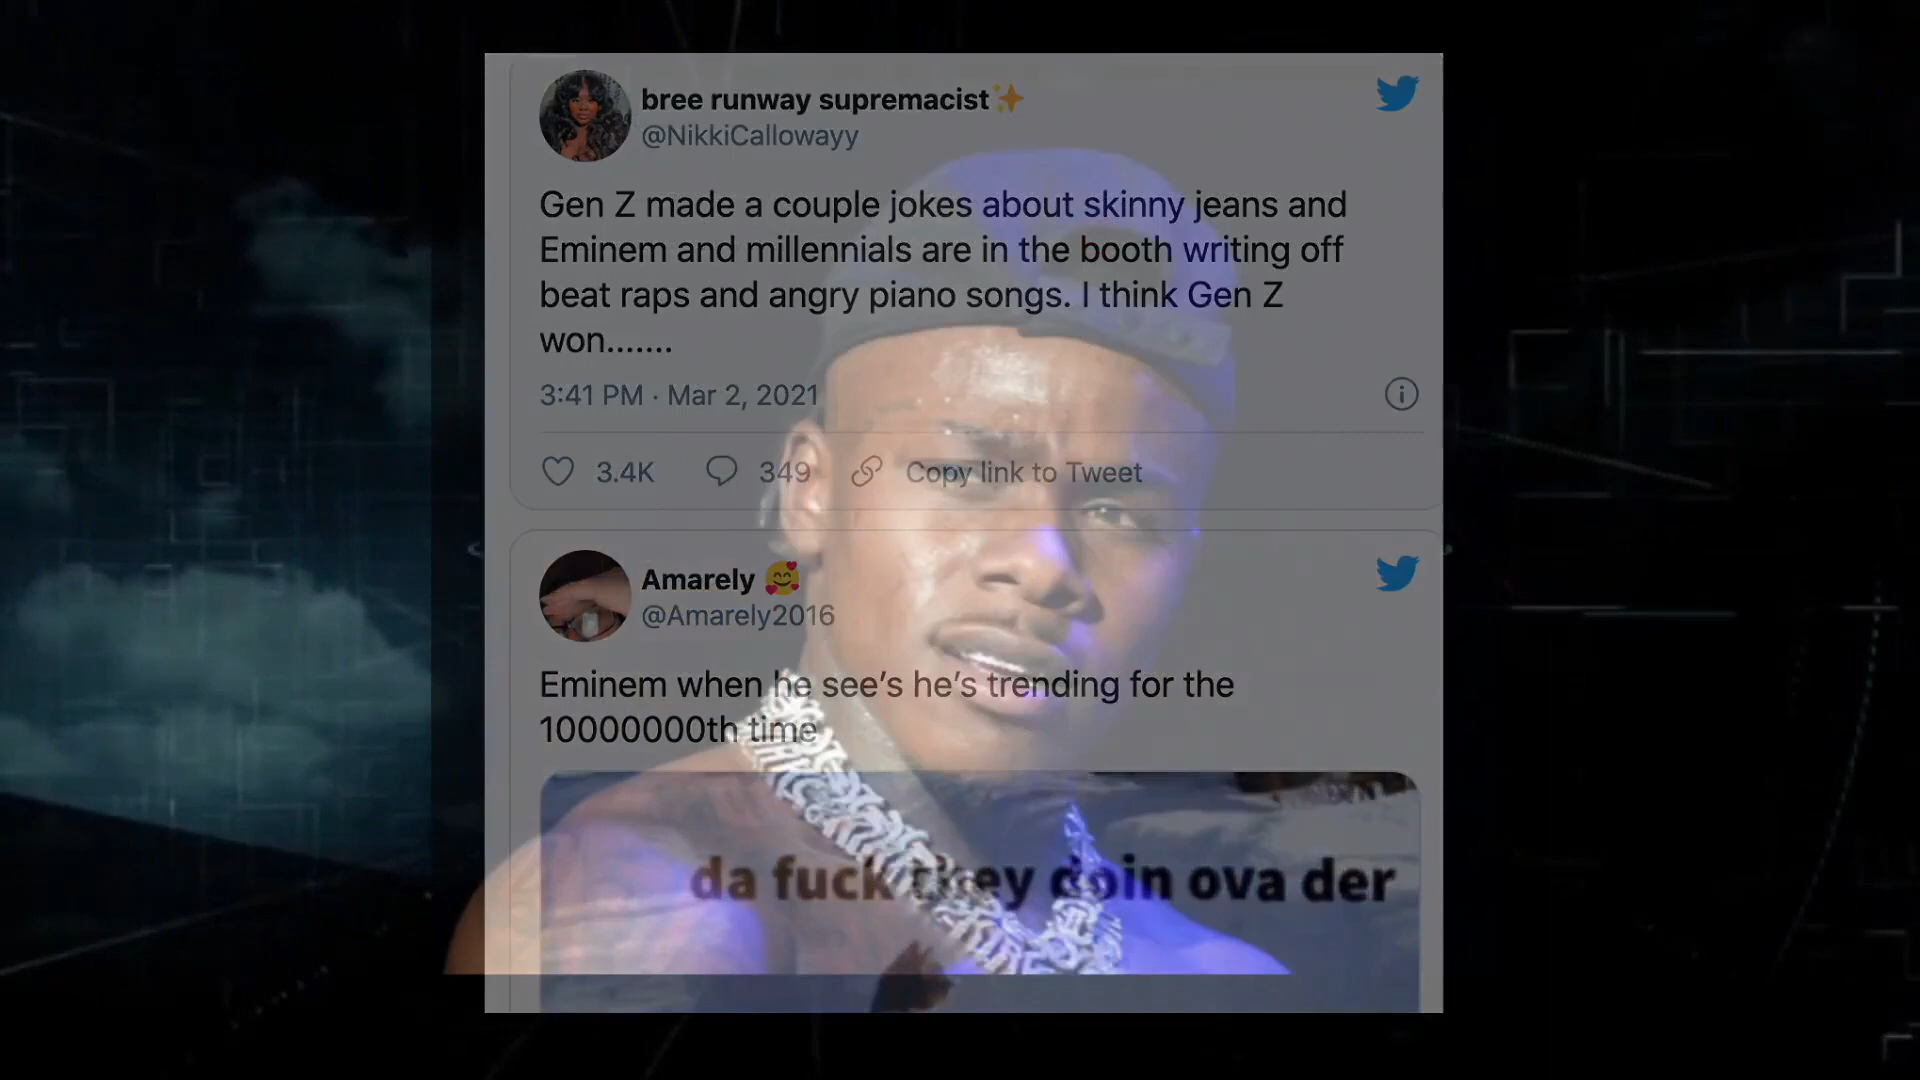 bree runway supremacist✨
@NikkiCallowayy
Gen Z made a couple jokes about skinny jeans and
Eminem and millennials are in the booth writing off
beat raps and angry piano songs. I think Gen Z
won.......
3:41 PM · Mar 2, 2021
3.4K 349 Copy link to Tweet
Amarely 🥰
@Amarely2016
Eminem when he see’s he’s trending for the
10000000th time
da fuck they doin ova der